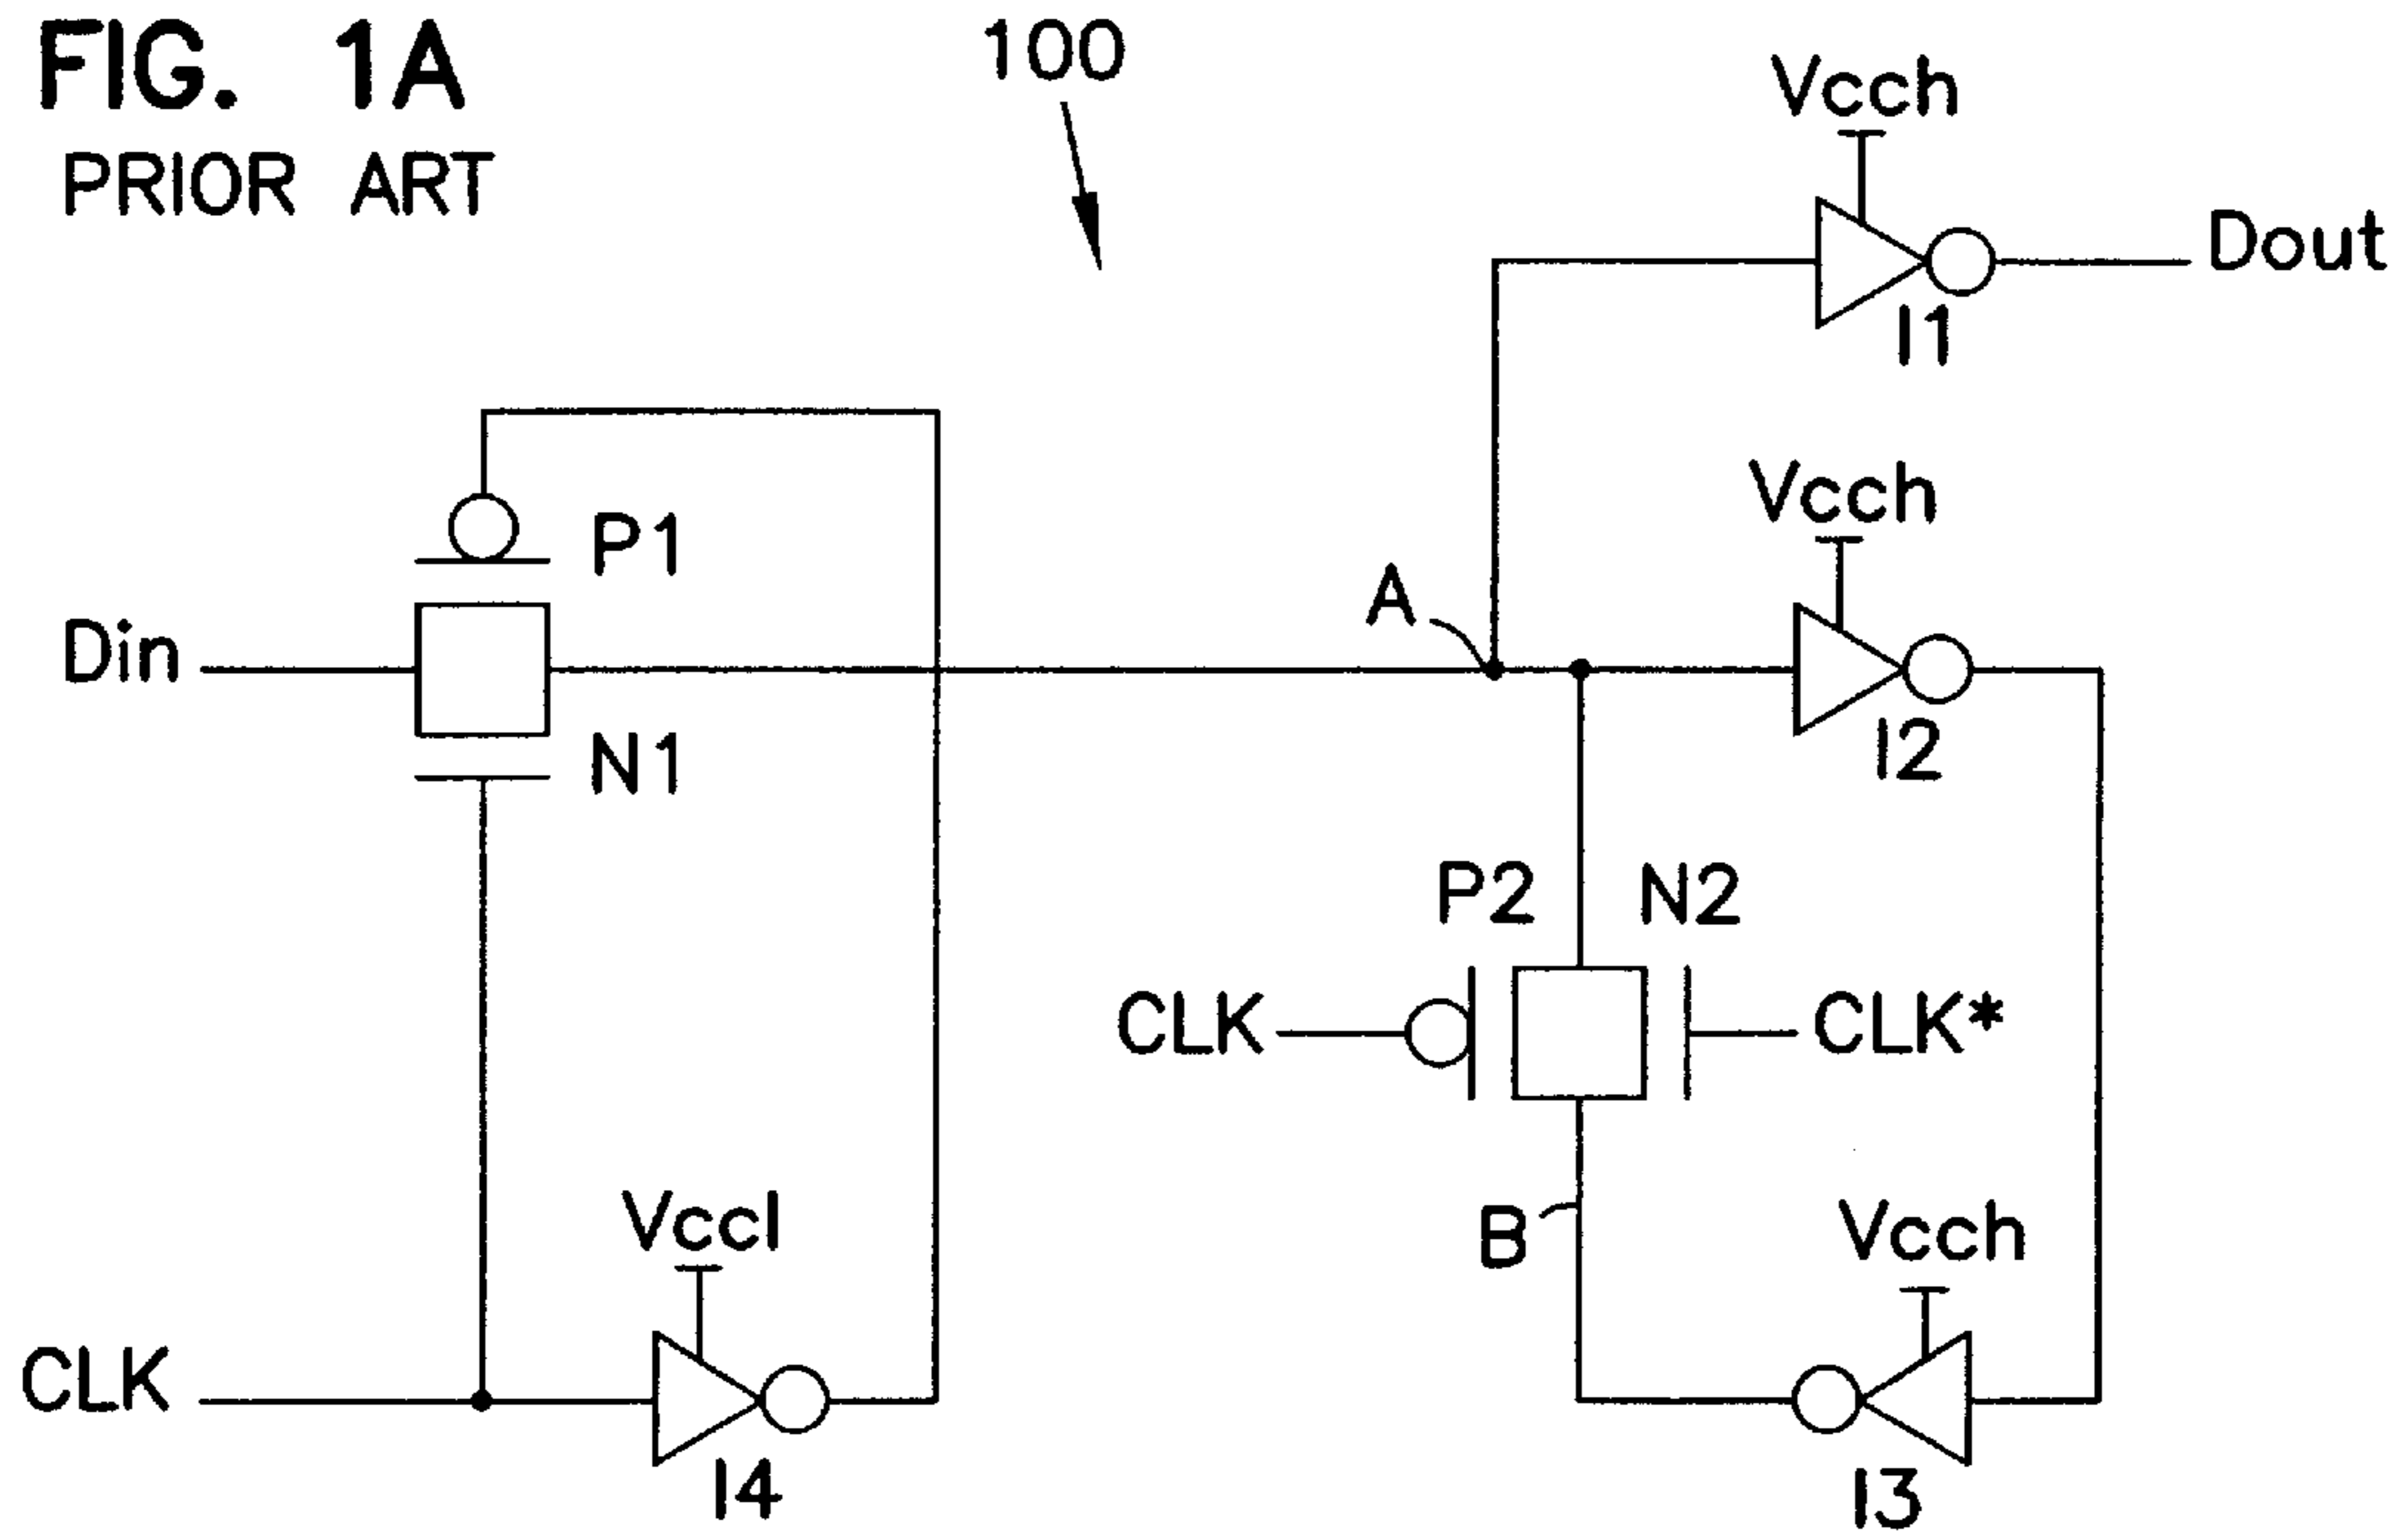 FIG. 1A
PRIOR ART
100
Vcch
Dout
I1
Vcch
P1
A
Din
N1
I2
P2
N2
CLK
CLK*
Vccl
B
Vcch
CLK
I4
I3